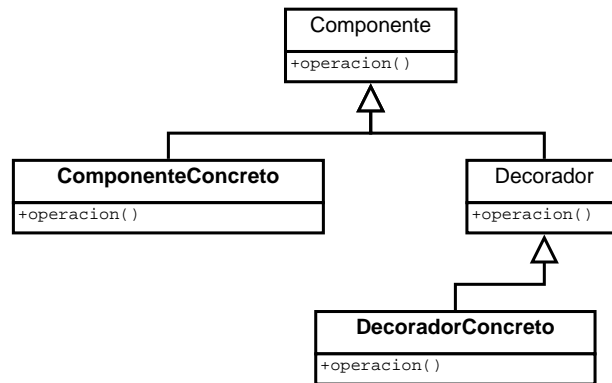 Componente
+operacion()
ComponenteConcreto
+operacion()
Decorador
+operacion()
DecoradorConcreto
+operacion()